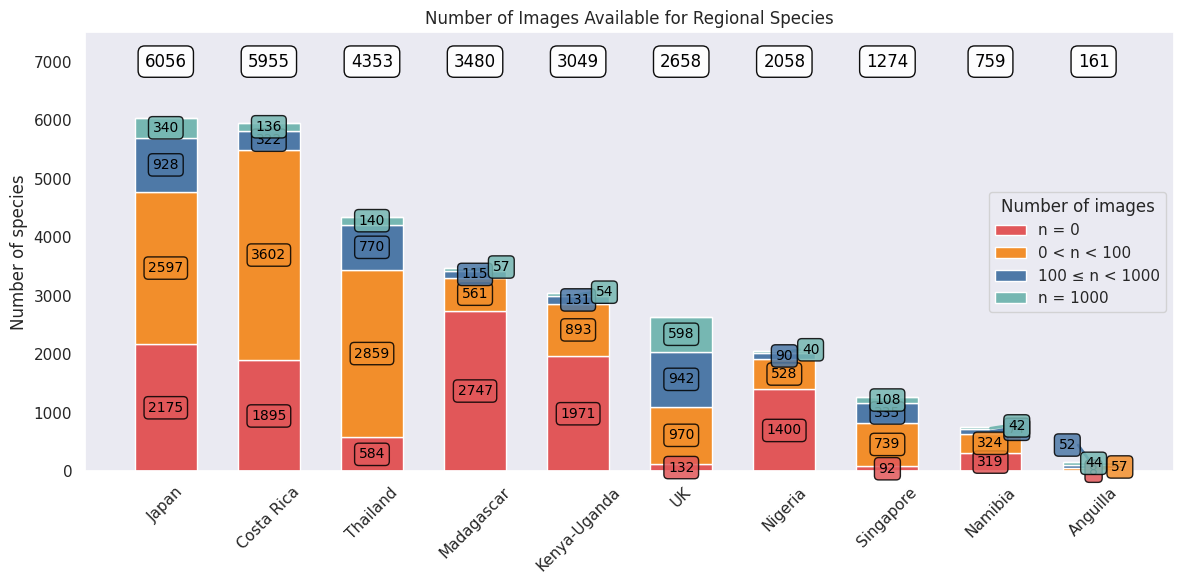 Number of Images Available for Regional Species
Number of species
7000
6000
5000
4000
3000
2000
1000
0
6056 5955 4353 3480 3049 2658 2058 1274 759 161
340 136 140 57 54 598 40 108 42 44
928 322 770 115 131 942 90 335 52
2597 3602 2859 561 893 970 528 739 324 57
2175 1895 584 2747 1971 132 1400 92 319
Number of images
n = 0
0 < n < 100
100 ≤ n < 1000
n = 1000
Japan
Costa Rica
Thailand
Madagascar
Kenya-Uganda
UK
Nigeria
Singapore
Namibia
Anguilla